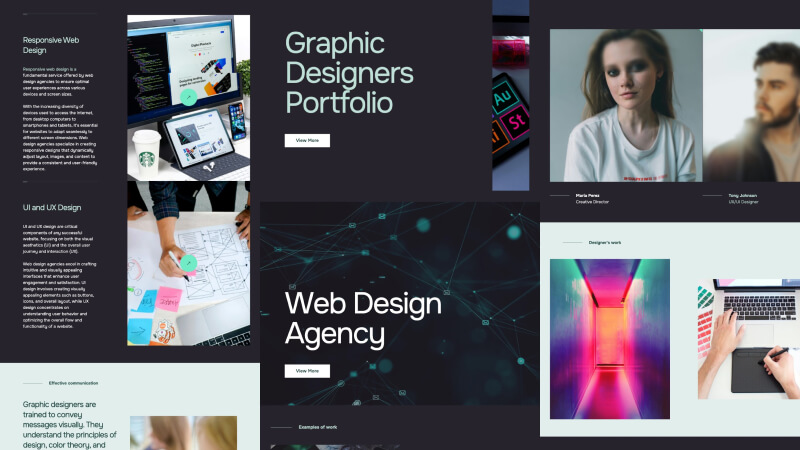 Responsive Web
Design
Responsive web design is a
fundamental service offered by web
design agencies to ensure optimal
user experiences across various
devices and screen sizes.
With the increasing diversity of
devices used to access the internet,
from desktop computers to
smartphones and tablets, it's essential
for websites to adapt seamlessly to
different screen dimensions. Web
design agencies specialize in creating
responsive designs that dynamically
adjust layout, images, and content to
provide a consistent and user-friendly
experience.
UI and UX Design
UI and UX design are critical
components of any successful
website, focusing on both the visual
aesthetics (UI) and the overall user
journey and interaction (UX).
Web design agencies excel in crafting
intuitive and visually appealing
interfaces that enhance user
engagement and satisfaction. UI
design involves creating visually
appealing elements such as buttons,
icons, and overall layout, while UX
design concentrates on
understanding user behavior and
optimizing the overall flow and
functionality of a website.
Effective communication
Graphic designers are
trained to convey
messages visually. They
understand the principles of
design, color theory, and
Graphic
Designers
Portfolio
View More
Au
Ai
St
Web Design
Agency
View More
Examples of work
Maria Perez
Creative Director
Tony Johnson
UX/UI Designer
Designer's work